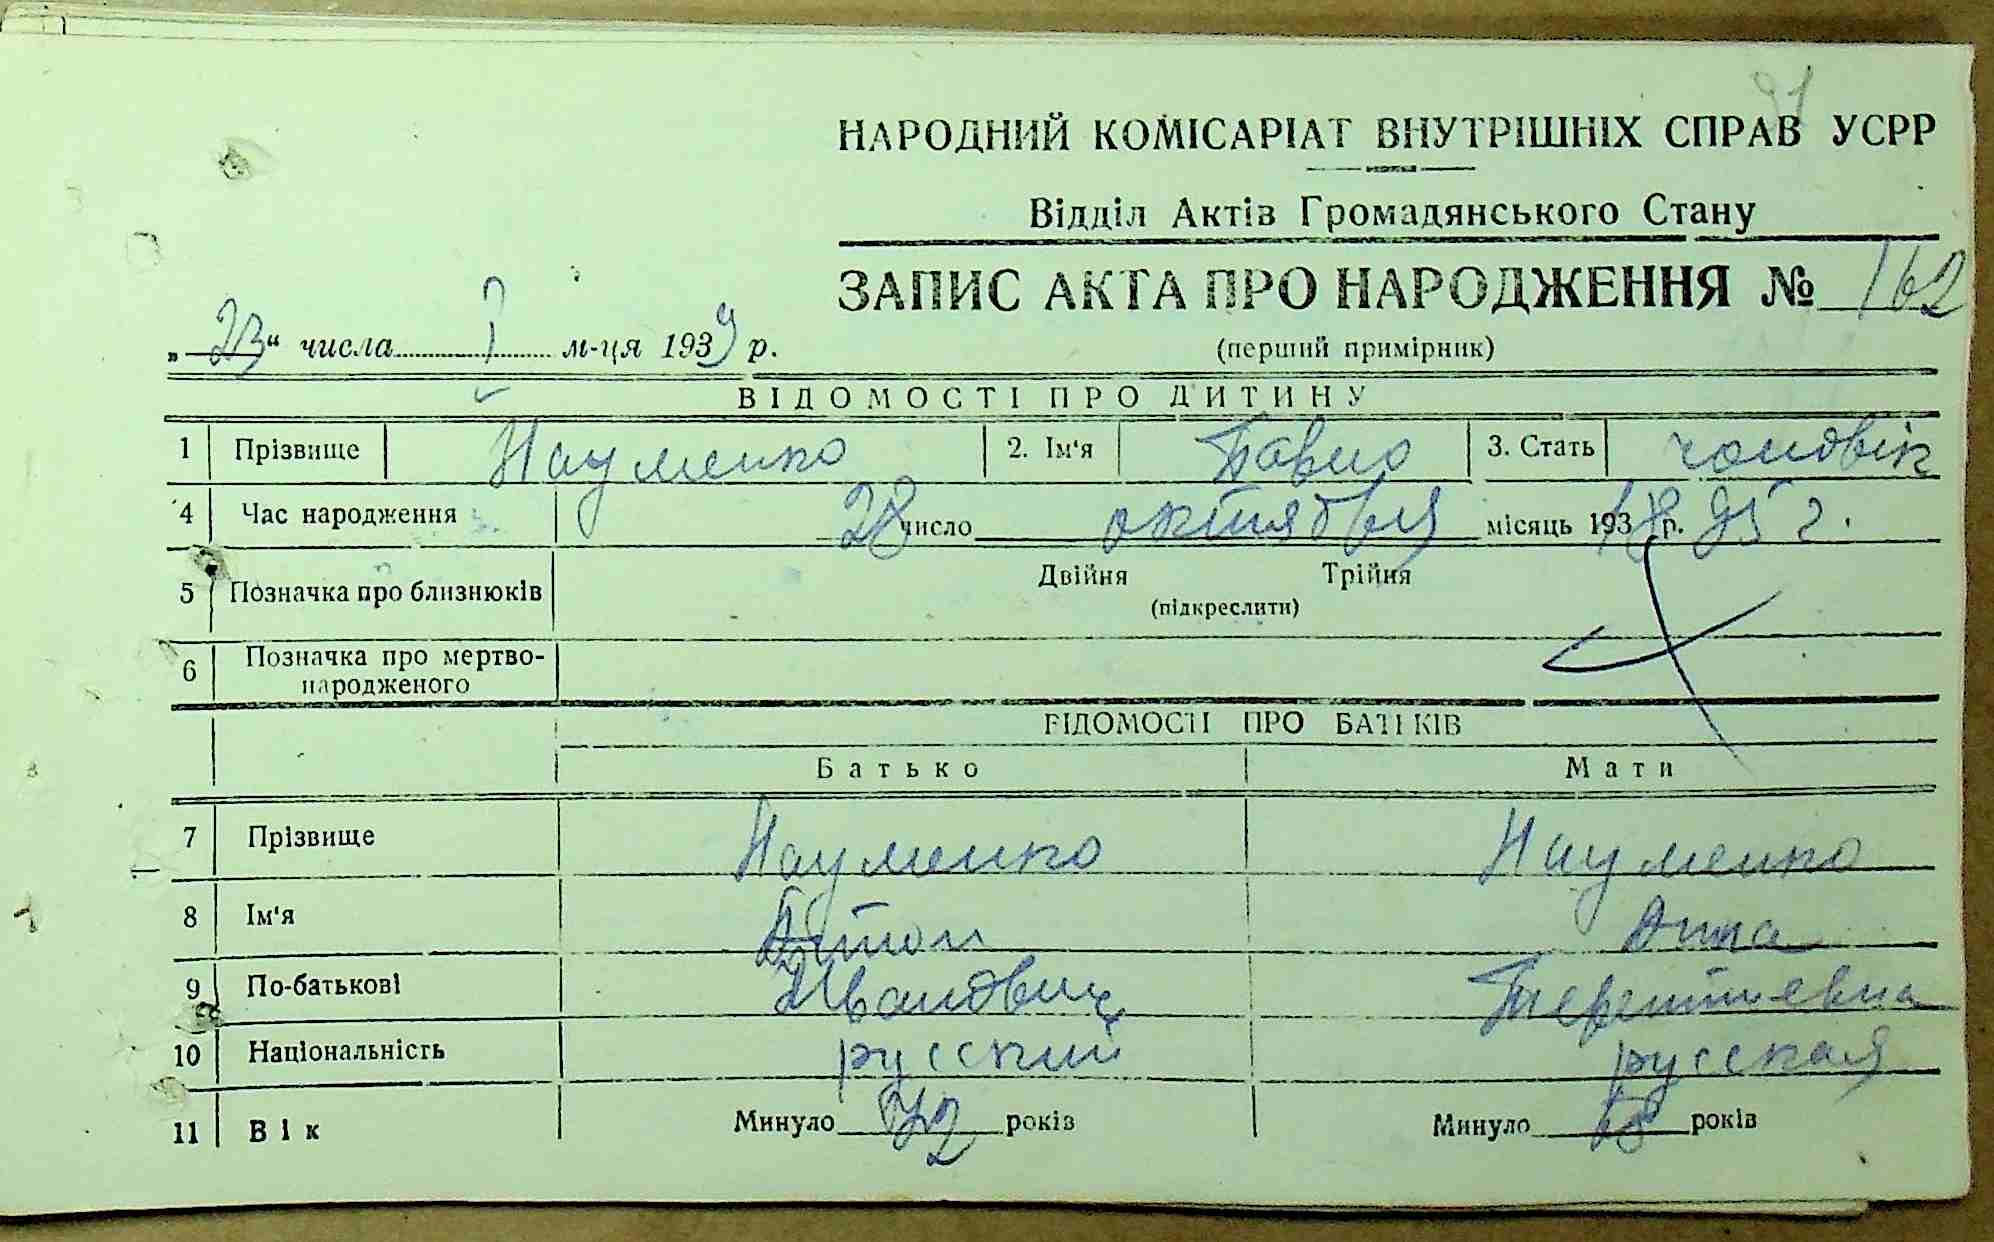 91
НАРОДНИЙ КОМІСАРІАТ ВНУТРІШНІХ СПРАВ УСРР
Відділ Актів Громадянського Стану
ЗАПИС АКТА ПРО НАРОДЖЕННЯ № 162
(перший примірник)
„23“ числа I м-ця 1939 р.
ВІДОМОСТІ ПРО ДИТИНУ
1 Прізвище Науменко 2. Ім'я Павло 3. Стать чоловік
4 Час народження 28 число октября місяць 193 р. 1895 г.
5 Позначка про близнюків Двійня Трійня
(підкреслити)
6 Позначка про мертво-
народженого
ВІДОМОСТІ ПРО БАТЬКІВ
Батько Мати
7 Прізвище Науменко Науменко
8 Ім'я Антон Анна
9 По-батькові Иванович Терентиевна
10 Національність русский русская
11 Вік Минуло 72 років Минуло років